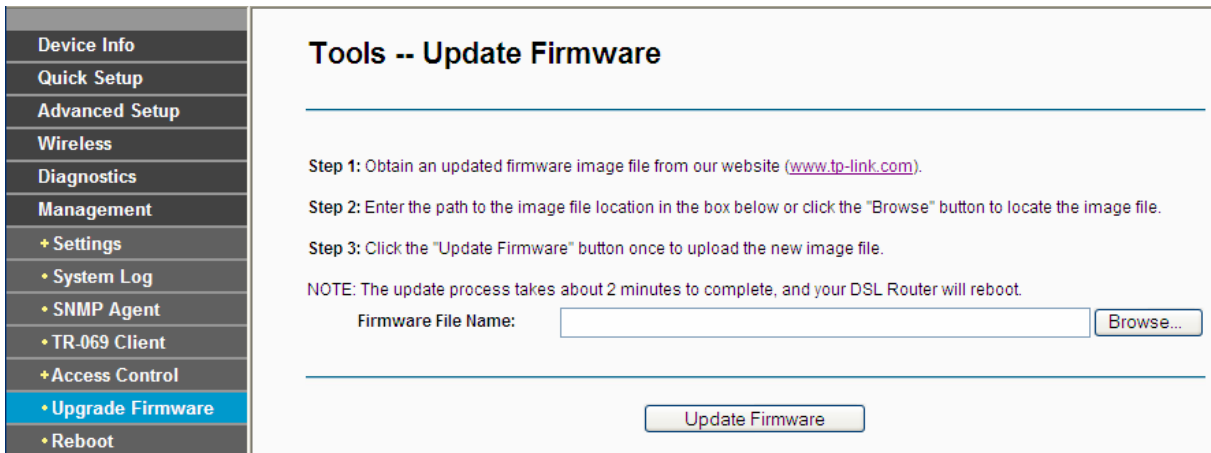 Device Info
Quick Setup
Advanced Setup
Wireless
Diagnostics
Management
+ Settings
• System Log
• SNMP Agent
• TR-069 Client
+Access Control
• Upgrade Firmware
• Reboot
Tools -- Update Firmware
Step 1: Obtain an updated firmware image file from our website (www.tp-link.com).
Step 2: Enter the path to the image file location in the box below or click the "Browse" button to locate the image file.
Step 3: Click the "Update Firmware" button once to upload the new image file.
NOTE: The update process takes about 2 minutes to complete, and your DSL Router will reboot.
Firmware File Name: Browse...
Update Firmware